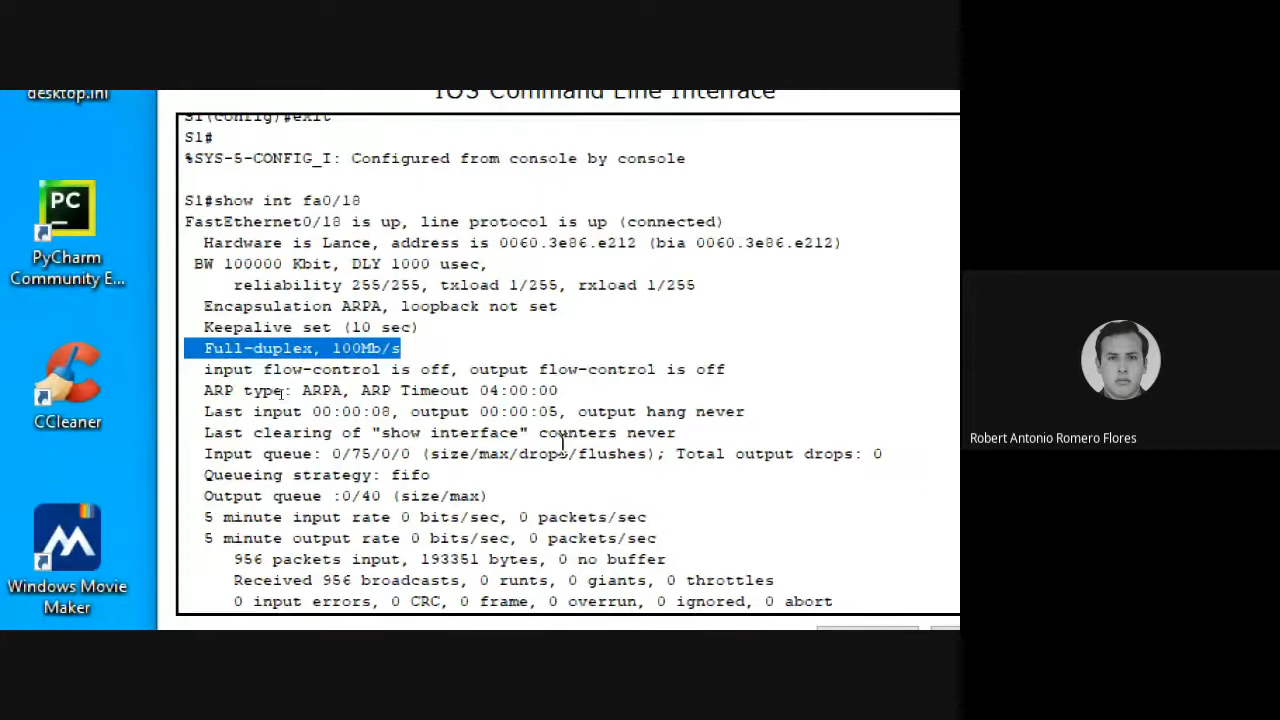 desktop.ini
PC
PyCharm
Community E...
CCleaner
Windows Movie
Maker
IOS Command Line Interface
S1(config)#exit
S1#
%SYS-5-CONFIG_I: Configured from console by console
S1#show int fa0/18
FastEthernet0/18 is up, line protocol is up (connected)
Hardware is Lance, address is 0060.3e86.e212 (bia 0060.3e86.e212)
BW 100000 Kbit, DLY 1000 usec,
reliability 255/255, txload 1/255, rxload 1/255
Encapsulation ARPA, loopback not set
Keepalive set (10 sec)
Full-duplex, 100Mb/s
input flow-control is off, output flow-control is off
ARP type: ARPA, ARP Timeout 04:00:00
Last input 00:00:08, output 00:00:05, output hang never
Last clearing of "show interface" counters never
Input queue: 0/75/0/0 (size/max/drops/flushes); Total output drops: 0
Queueing strategy: fifo
Output queue :0/40 (size/max)
5 minute input rate 0 bits/sec, 0 packets/sec
5 minute output rate 0 bits/sec, 0 packets/sec
956 packets input, 193351 bytes, 0 no buffer
Received 956 broadcasts, 0 runts, 0 giants, 0 throttles
0 input errors, 0 CRC, 0 frame, 0 overrun, 0 ignored, 0 abort
Robert Antonio Romero Flores